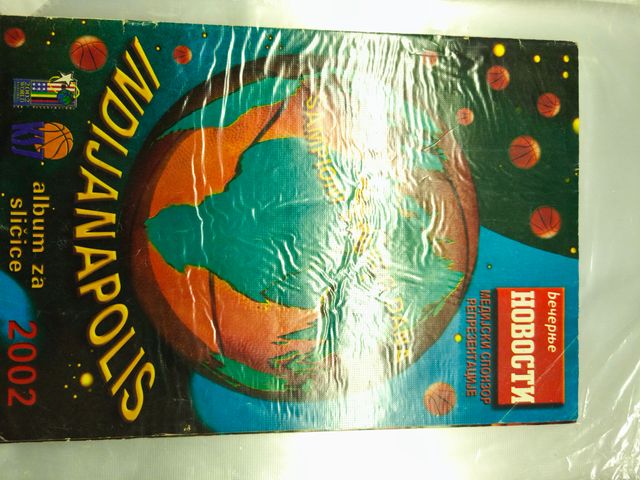 Вечерње
НОВОСТИ
МЕДИЈСКИ СПОНЗОР
РЕПРЕЗЕНТАЦИЈЕ
INDIJANAPOLIS
album za
sličice
2002